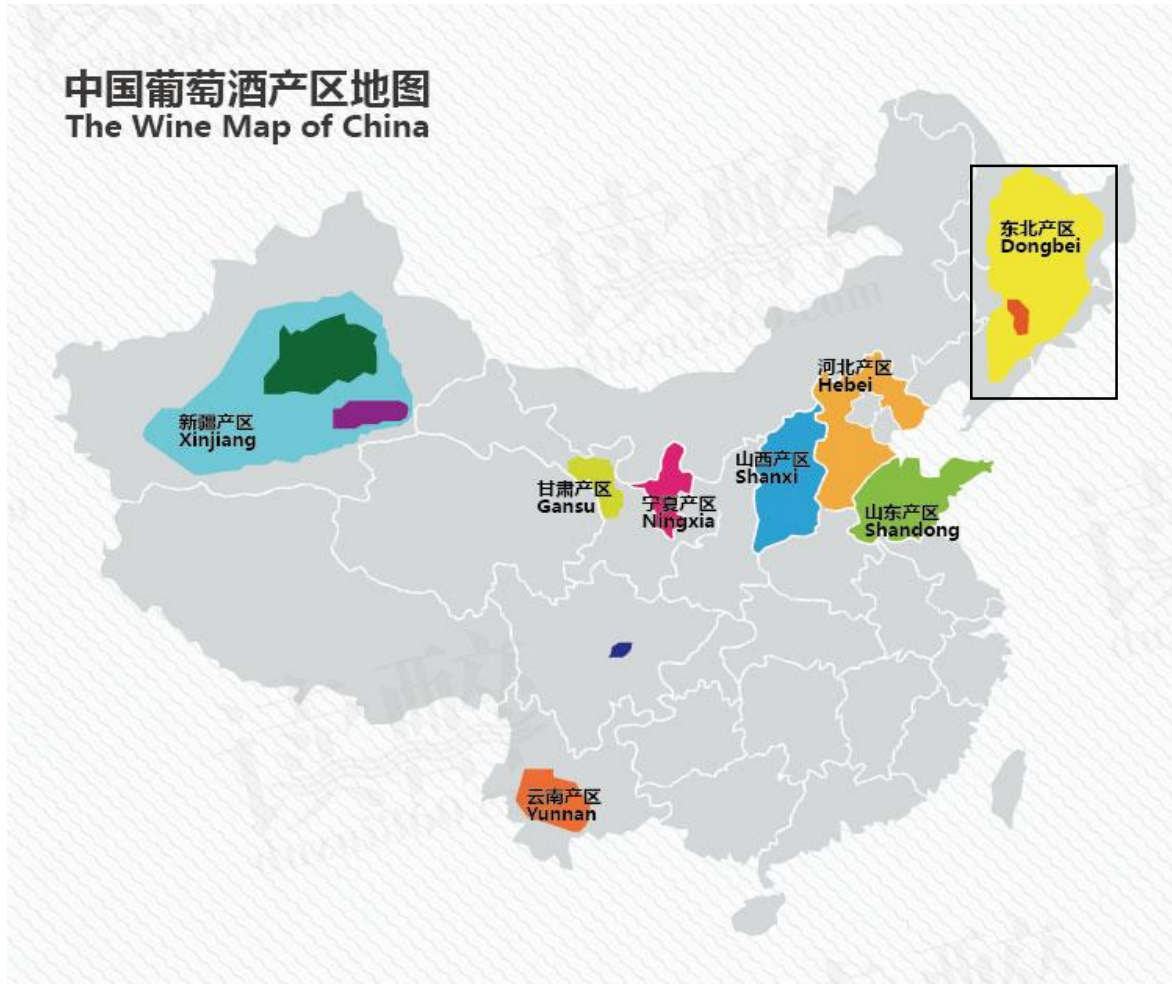 中国葡萄酒产区地图
The Wine Map of China
东北产区
Dongbei
河北产区
Hebei
新疆产区
Xinjiang
山西产区
Shanxi
甘肃产区
Gansu
宁夏产区
Ningxia
山东产区
Shandong
云南产区
Yunnan